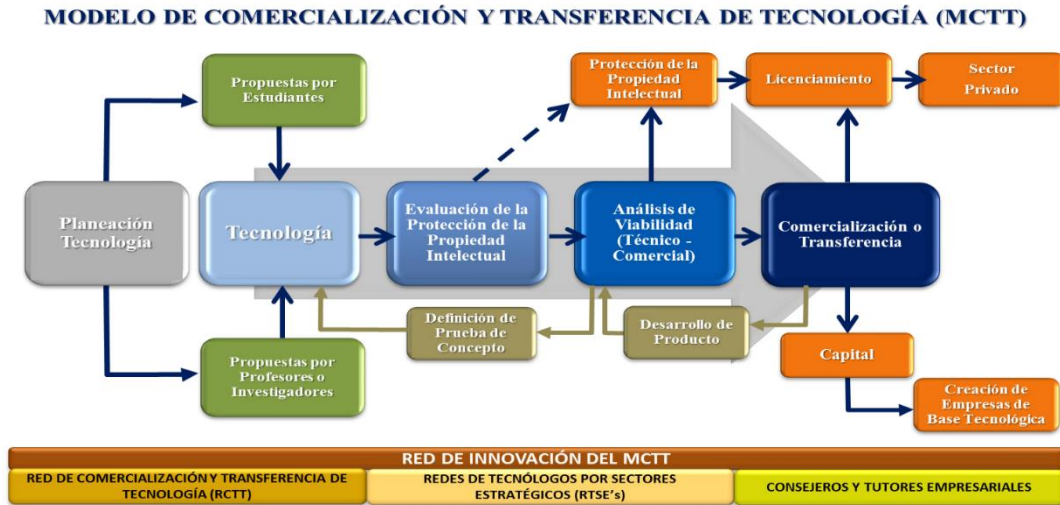 MODELO DE COMERCIALIZACIÓN Y TRANSFERENCIA DE TECNOLOGÍA (MCTT)
Propuestas por
Estudiantes
Protección de la
Propiedad
Intelectual
Licenciamiento
Sector
Privado
Planeación
Tecnología
Tecnología
Evaluación de la
Protección de la
Propiedad
Intelectual
Análisis de
Viabilidad
(Técnico -
Comercial)
Comercialización o
Transferencia
Definición de
Prueba de
Concepto
Desarrollo de
Producto
Propuestas por
Profesores o
Investigadores
Capital
Creación de
Empresas de
Base Tecnológica
RED DE INNOVACIÓN DEL MCTT
RED DE COMERCIALIZACIÓN Y TRANSFERENCIA DE
TECNOLOGÍA (RCTT)
REDES DE TECNÓLOGOS POR SECTORES
ESTRATÉGICOS (RTSE's)
CONSEJEROS Y TUTORES EMPRESARIALES